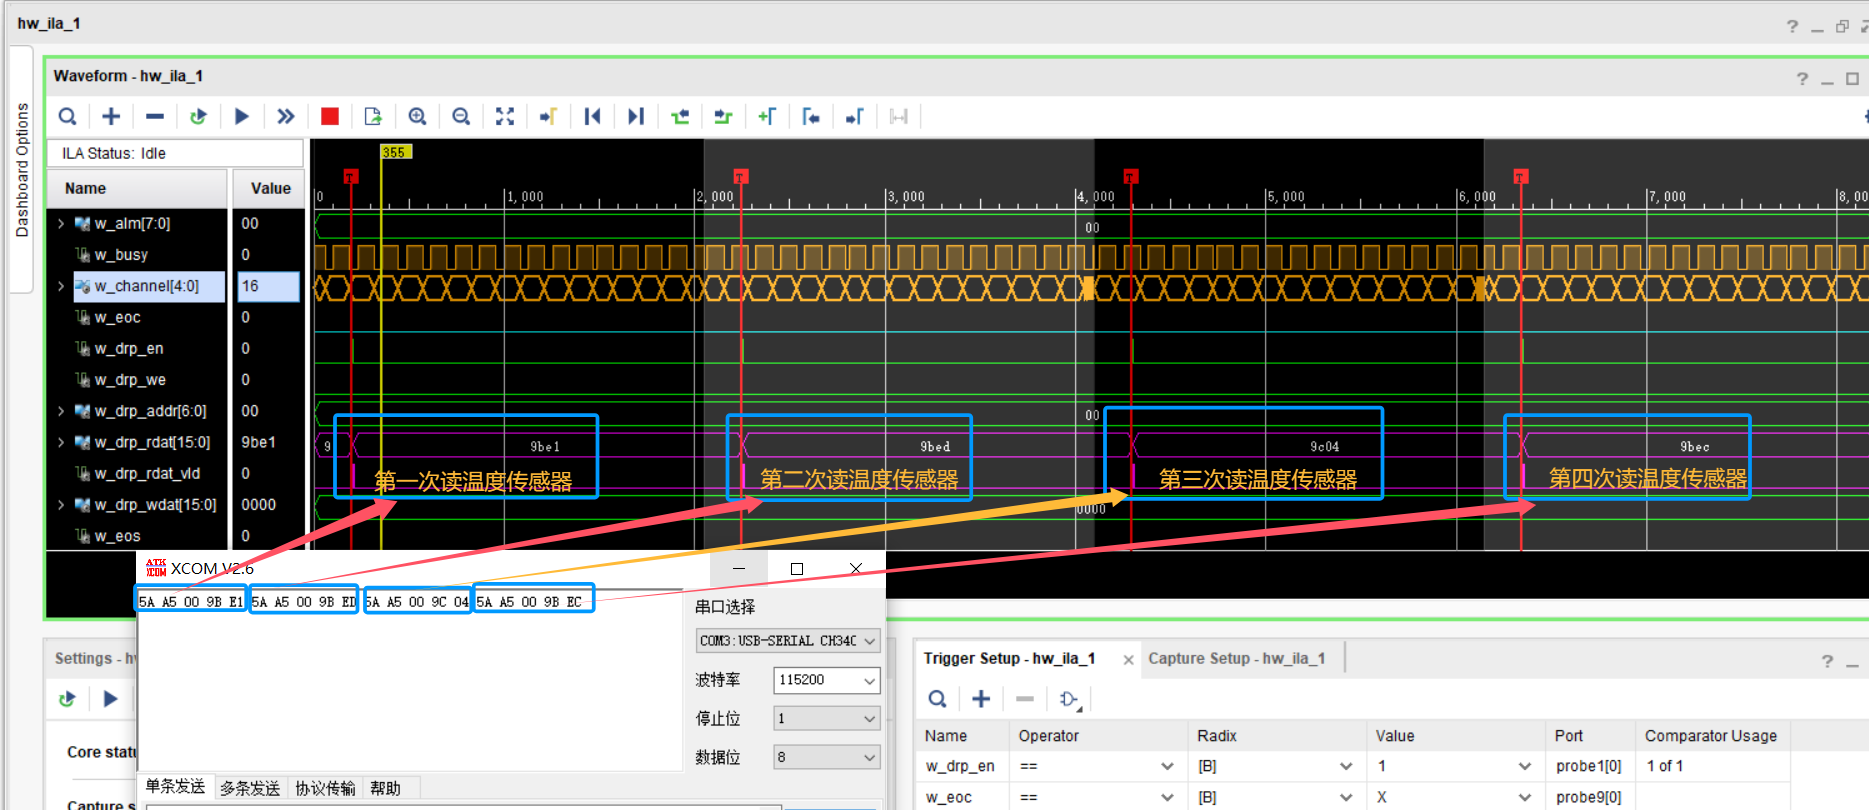 hw_ila_1
Dashboard Options
Waveform - hw_ila_1
ILA Status: Idle
Name Value
w_alm[7:0] 00
w_busy 0
w_channel[4:0] 16
w_eoc 0
w_drp_en 0
w_drp_we 0
w_drp_addr[6:0] 00
w_drp_rdat[15:0] 9be1
w_drp_rdat_vld 0
w_drp_wdat[15:0] 0000
w_eos 0
355
T T T T
0 1,000 2,000 3,000 4,000 5,000 6,000 7,000
00
00
9 9be1 9bed 9c04 9bec
第一次读温度传感器 第二次读温度传感器 第三次读温度传感器 第四次读温度传感器
0000
ATK XCOM XCOM V2.6
5A A5 00 9B E1 5A A5 00 9B ED 5A A5 00 9C 04 5A A5 00 9B EC
串口选择
COM3:USB-SERIAL CH34
波特率 115200
停止位 1
数据位 8
单条发送 多条发送 协议传输 帮助
Settings -
Core
Capture
Trigger Setup - hw_ila_1 Capture Setup - hw_ila_1
Name Operator Radix Value Port Comparator Usage
w_drp_en == [B] 1 probe1[0] 1 of 1
w_eoc == [B] X probe9[0]